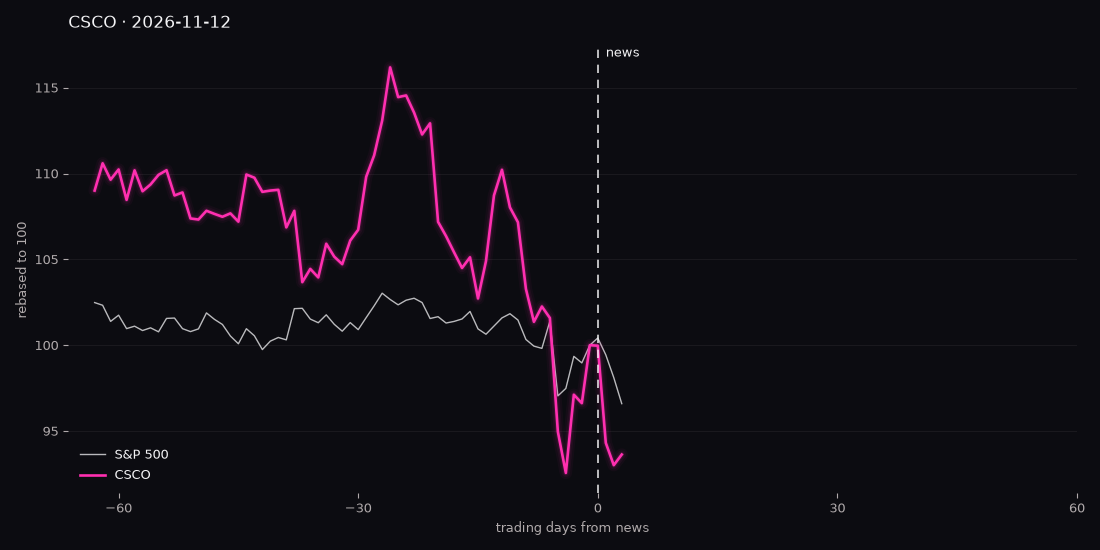 CSCO · 2026-11-12
news
115
110
105
100
95
rebased to 100
S&P 500
CSCO
−60
−30
0
30
60
trading days from news